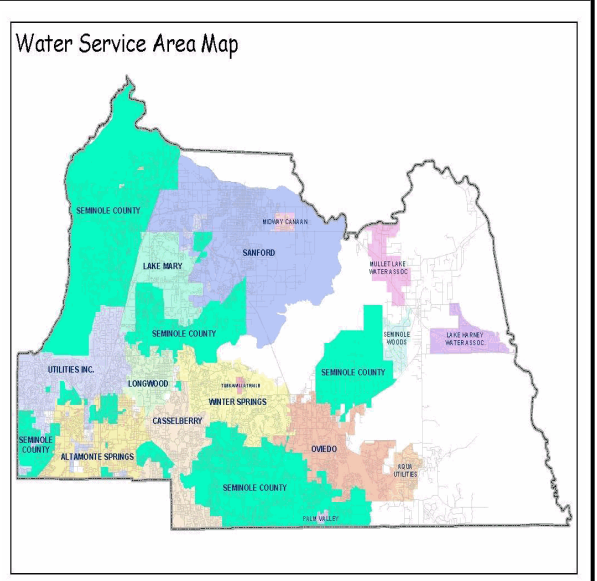 Water Service Area Map
SEMINOLE COUNTY
MIDWAY CANAAN
SANFORD
LAKE MARY
MULLET LAKE
WATER ASSOC
SEMINOLE COUNTY
SEMINOLE
WOODS
LAKE HARNEY
WATER ASSOC.
UTILITIES INC.
LONGWOOD
SEMINOLE COUNTY
WINTER SPRINGS
CASSELBERRY
SEMINOLE
COUNTY
ALTAMONTE SPRINGS
OVIEDO
AQUA
UTILITIES
SEMINOLE COUNTY
PALM VALLEY